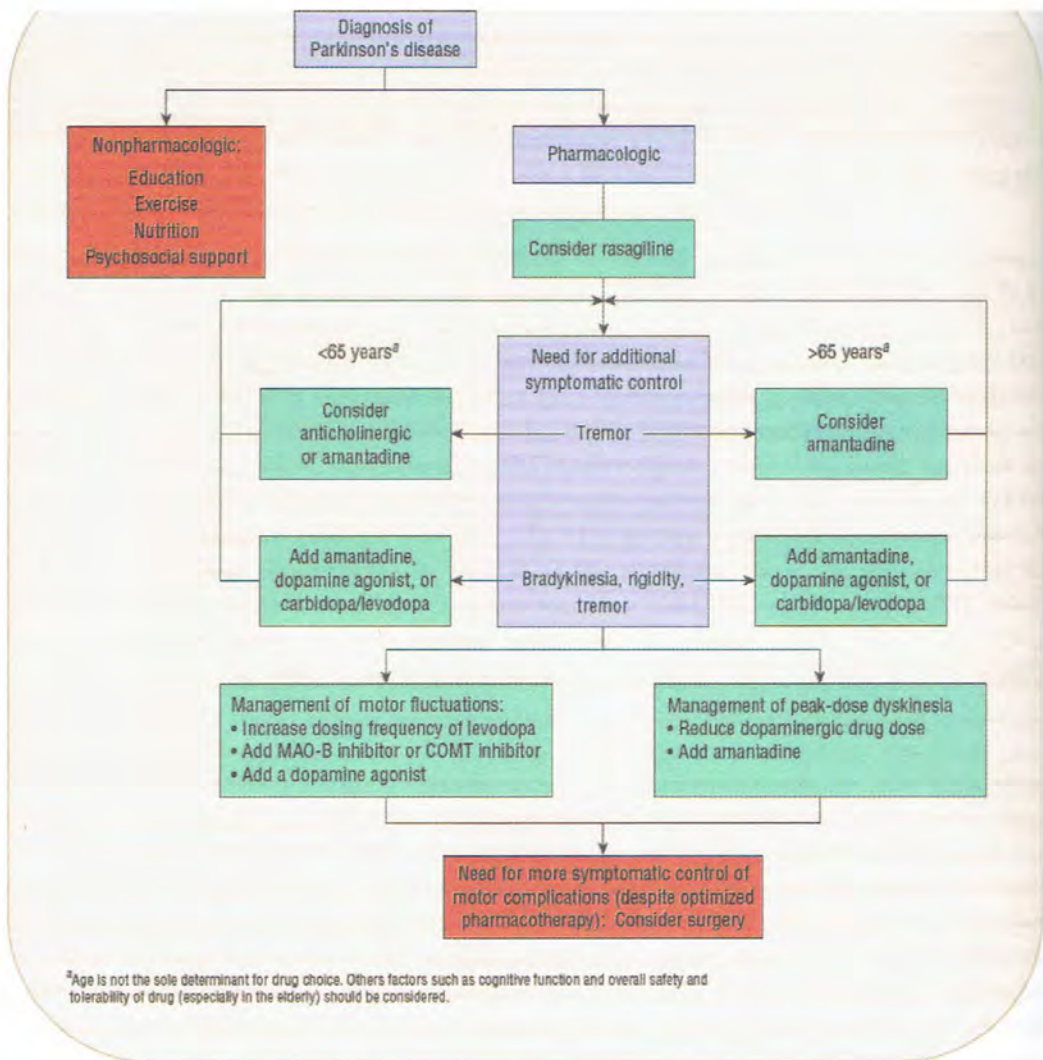 Diagnosis of
Parkinson's disease
Nonpharmacologic:
Education
Exercise
Nutrition
Psychosocial support
Pharmacologic
Consider rasagiline
<65 yearsᵃ
Need for additional
symptomatic control
>65 yearsᵃ
Consider
anticholinergic
or amantadine
Tremor
Consider
amantadine
Add amantadine,
dopamine agonist, or
carbidopa/levodopa
Bradykinesia, rigidity,
tremor
Add amantadine,
dopamine agonist, or
carbidopa/levodopa
Management of motor fluctuations:
• Increase dosing frequency of levodopa
• Add MAO-B inhibitor or COMT inhibitor
• Add a dopamine agonist
Management of peak-dose dyskinesia
• Reduce dopaminergic drug dose
• Add amantadine
Need for more symptomatic control of
motor complications (despite optimized
pharmacotherapy): Consider surgery
ᵃAge is not the sole determinant for drug choice. Others factors such as cognitive function and overall safety and
tolerability of drug (especially in the elderly) should be considered.